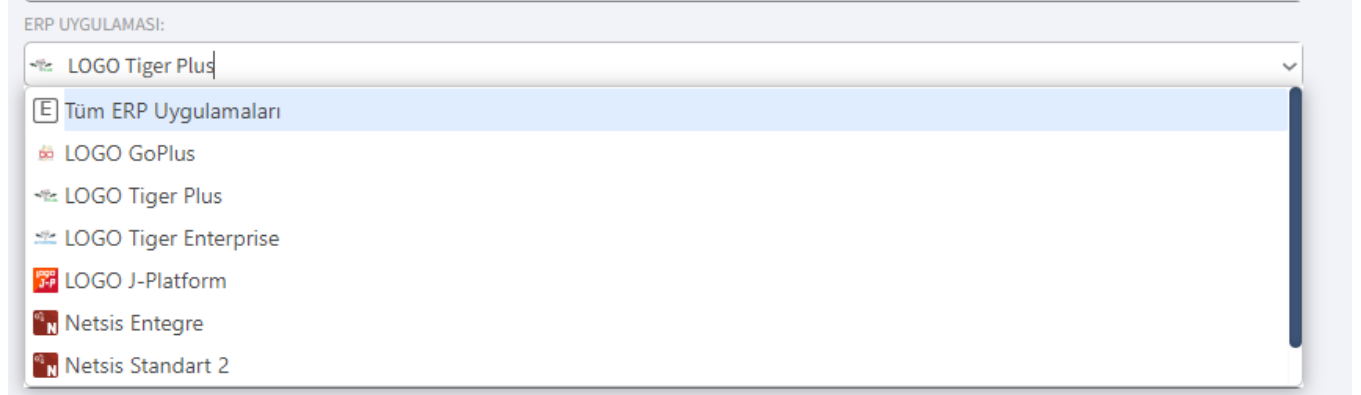 ERP UYGULAMASI:
LOGO Tiger Plus
E Tüm ERP Uygulamaları
LOGO GoPlus
LOGO Tiger Plus
LOGO Tiger Enterprise
LOGO J-Platform
N Netsis Entegre
N Netsis Standart 2